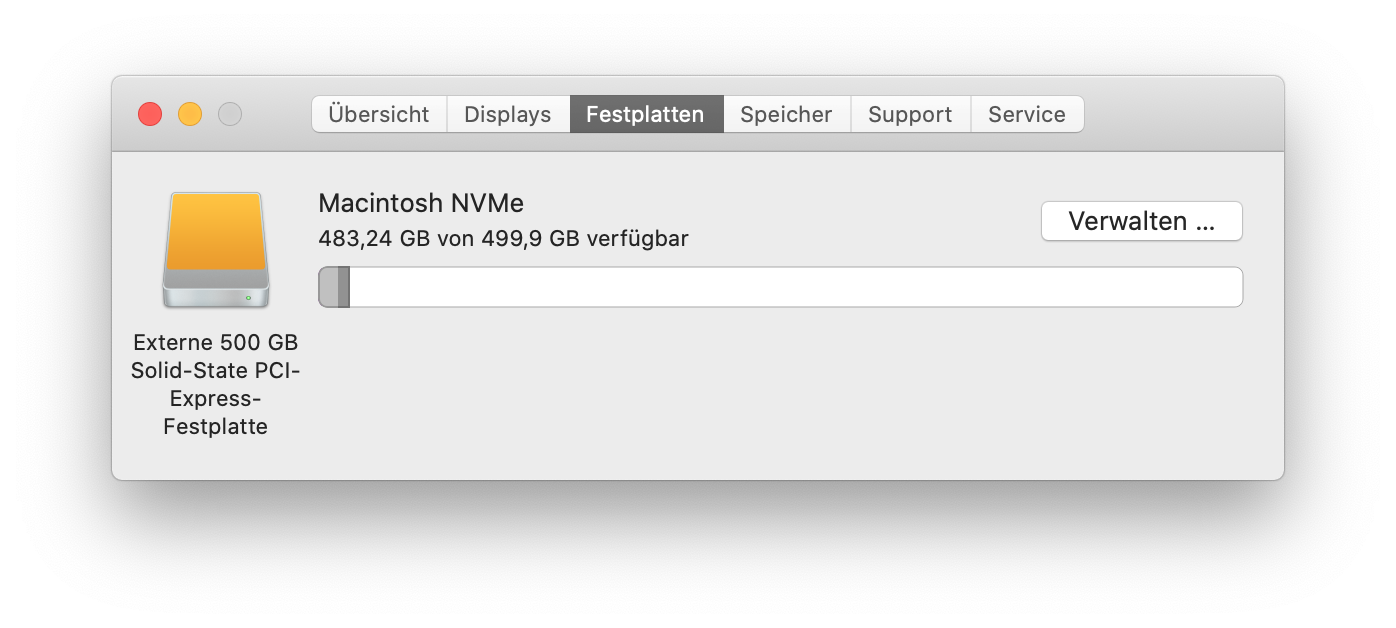 Übersicht Displays Festplatten Speicher Support Service
Macintosh NVMe
483,24 GB von 499,9 GB verfügbar
Verwalten ...
Externe 500 GB
Solid-State PCI-
Express-
Festplatte